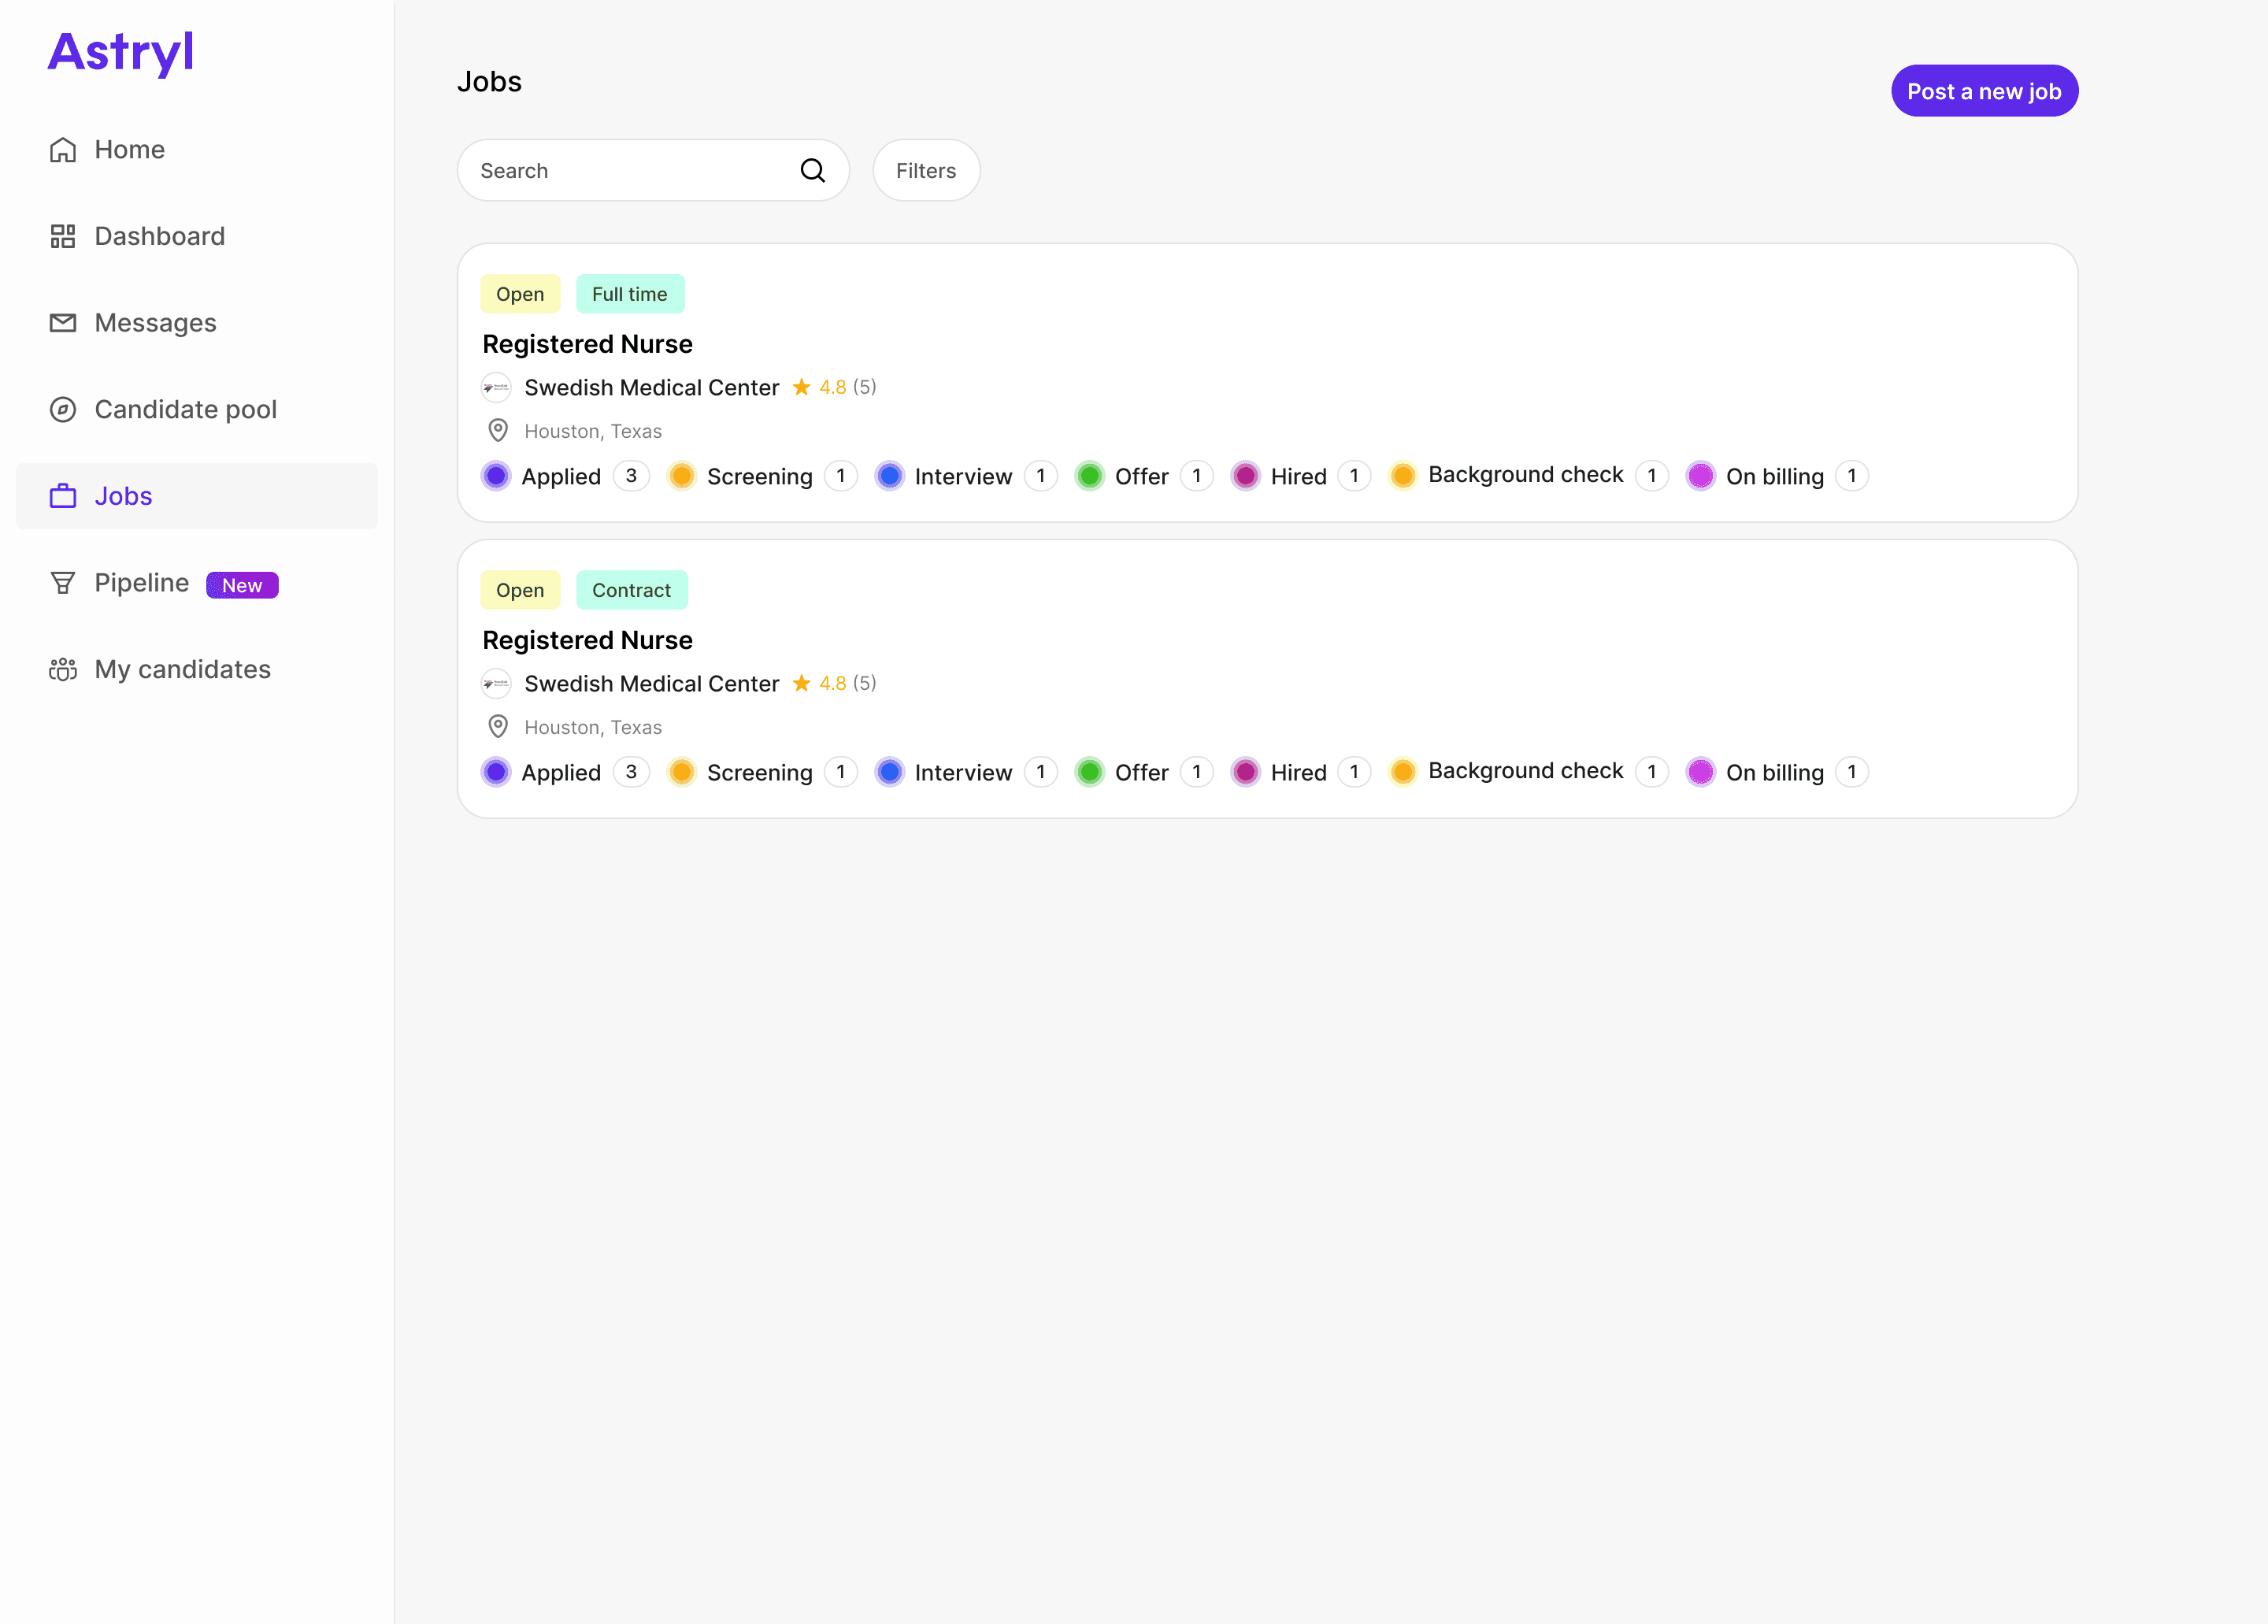 Astryl
Home
Dashboard
Messages
Candidate pool
Jobs
Pipeline New
My candidates
Jobs
Post a new job
Search Filters
Open Full time
Registered Nurse
Swedish Medical Center 4.8 (5)
Houston, Texas
Applied 3 Screening 1 Interview 1 Offer 1 Hired 1 Background check 1 On billing 1
Open Contract
Registered Nurse
Swedish Medical Center 4.8 (5)
Houston, Texas
Applied 3 Screening 1 Interview 1 Offer 1 Hired 1 Background check 1 On billing 1